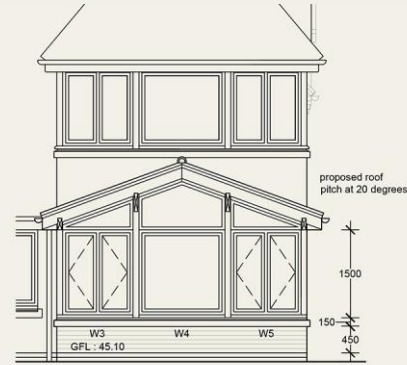 proposed roof
pitch at 20 degrees
1500
150
450
W3 W4 W5
GFL : 45.10